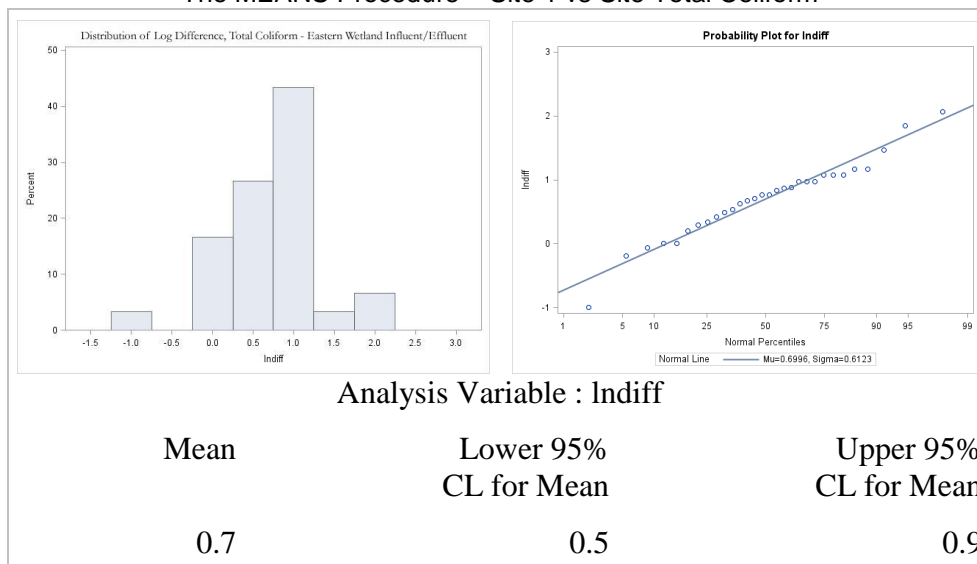 Distribution of Log Difference, Total Coliform - Eastern Wetland Influent/Effluent
50
40
30
20
10
0
Percent
-1.5 -1.0 -0.5 0.0 0.5 1.0 1.5 2.0 2.5 3.0
lndiff
Probability Plot for lndiff
3
2
1
0
-1
lndiff
1 5 10 25 50 75 90 95 99
Normal Percentiles
Normal Line Mu=0.6996, Sigma=0.6123
Analysis Variable : lndiff
Mean Lower 95% Upper 95%
CL for Mean CL for Mean
0.7 0.5 0.9